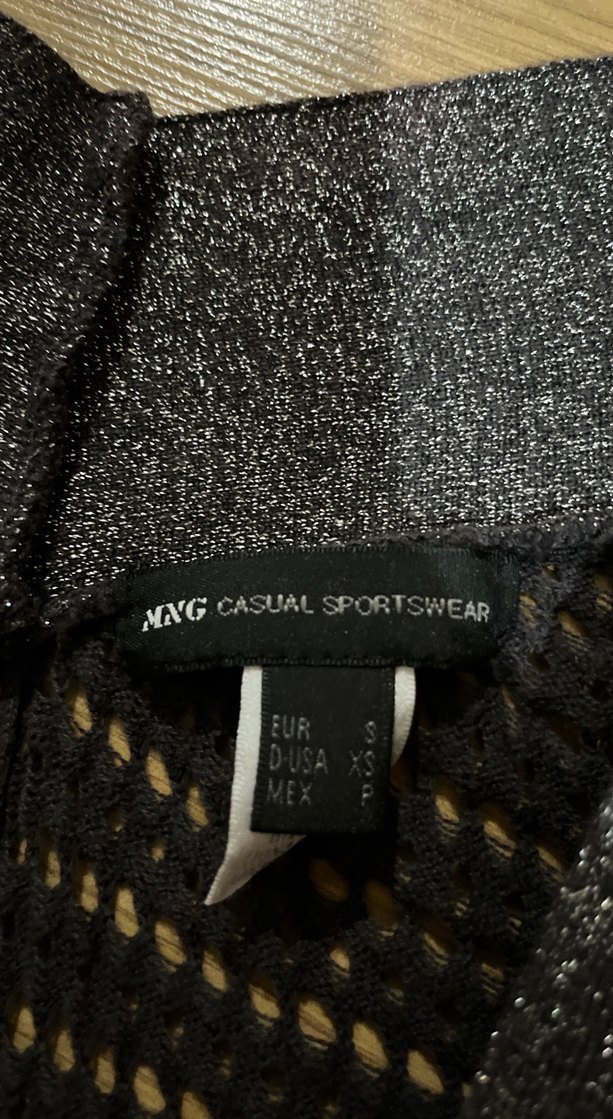 MNG CASUAL SPORTSWEAR
EUR S
D-USA XS
MEX P